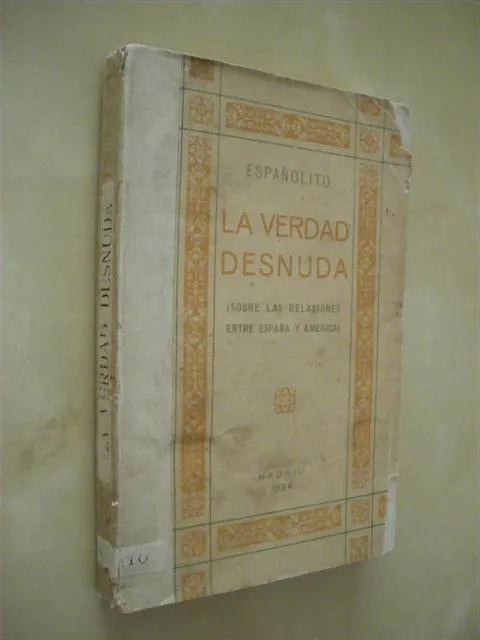 ESPAÑOLITO
LA VERDAD
DESNUDA
(SOBRE LAS RELACIONES
ENTRE ESPAÑA Y AMERICA)
MADRID
1924
LA VERDAD DESNUDA